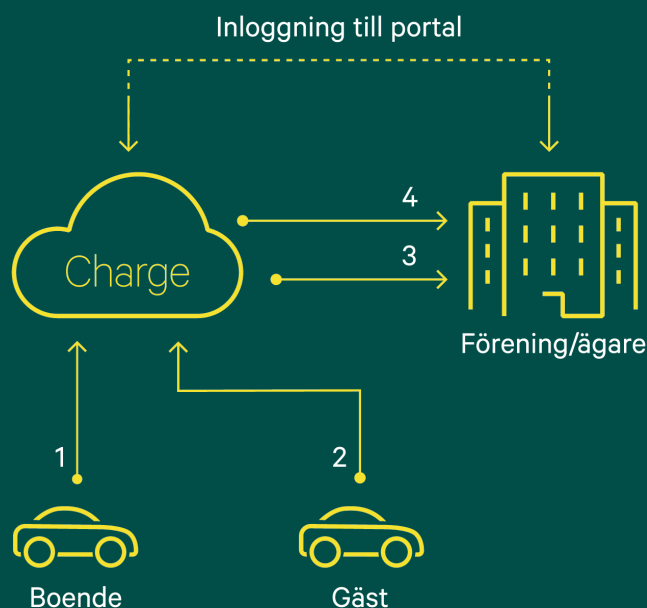 Inloggning till portal
4
Charge
3
Förening/ägare
1
2
Boende
Gäst